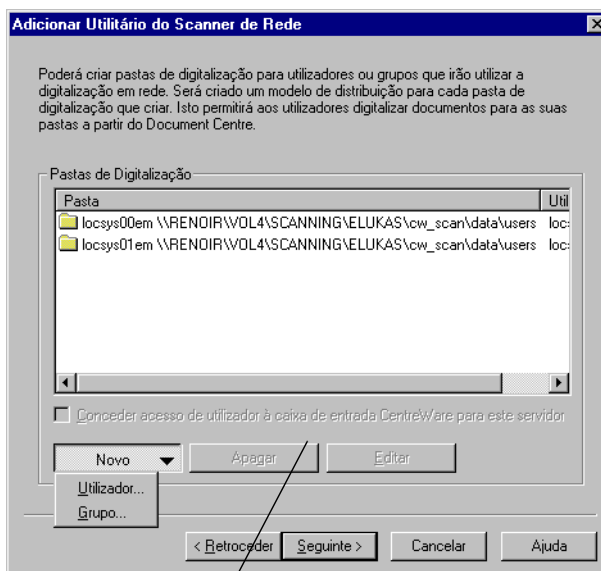 Adicionar Utilitário do Scanner de Rede
Poderá criar pastas de digitalização para utilizadores ou grupos que irão utilizar a
digitalização em rede. Será criado um modelo de distribuição para cada pasta de
digitalização que criar. Isto permitirá aos utilizadores digitalizar documentos para as suas
pastas a partir do Document Centre.
Pastas de Digitalização
Pasta Util
locsys00em \\RENOIR\VOL4\SCANNING\ELUKAS\cw_scan\data\users loc
locsys01em \\RENOIR\VOL4\SCANNING\ELUKAS\cw_scan\data\users loc
Conceder acesso de utilizador à caixa de entrada CentreWare para este servidor
Novo Apagar Editar
Utilizador...
Grupo...
< Retroceder Seguinte > Cancelar Ajuda